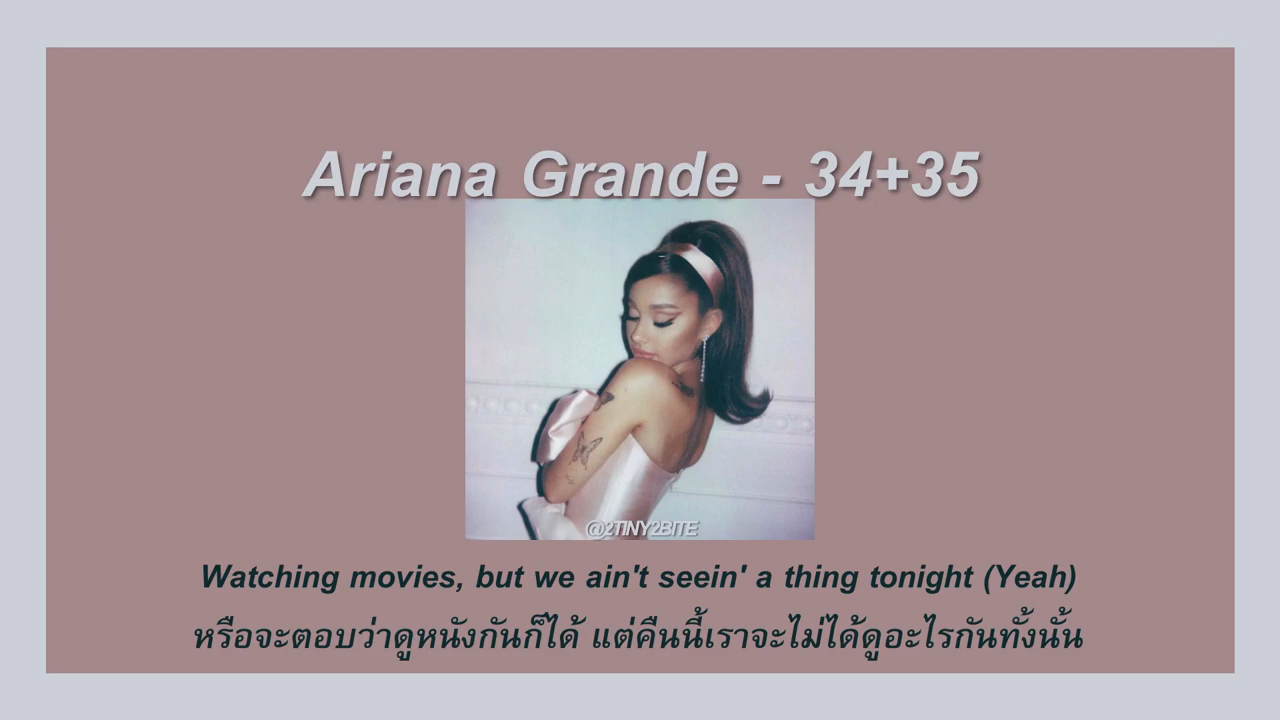 Ariana Grande - 34+35
@2TINY2BITE
Watching movies, but we ain't seein' a thing tonight (Yeah)
หรือจะตอบว่าดูหนังกันก็ได้ แต่คืนนี้เราจะไม่ได้ดูอะไรกันทั้งนั้น